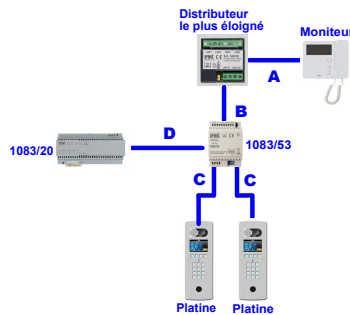 Distributeur
le plus éloigné
Moniteur
A
B
D
1083/20
1083/53
C
C
Platine
Platine